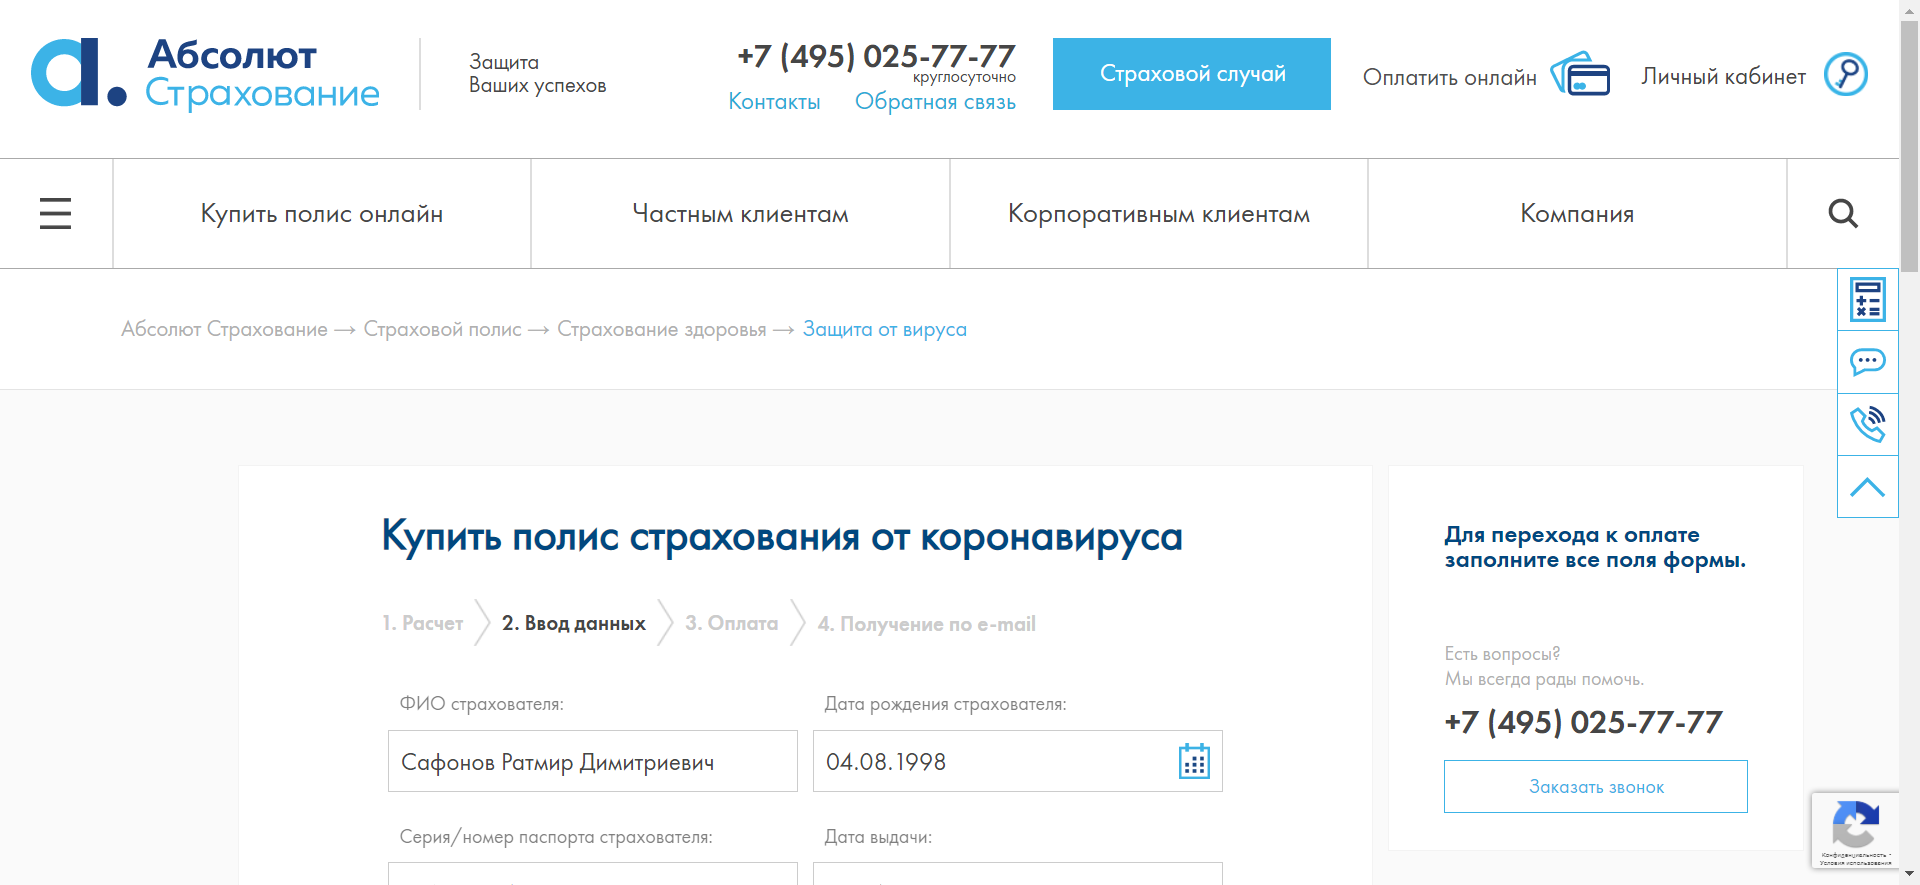 Абсолют
Страхование
Защита
Ваших успехов
+7 (495) 025-77-77
круглосуточно
Контакты Обратная связь
Страховой случай
Оплатить онлайн
Личный кабинет
Купить полис онлайн
Частным клиентам
Корпоративным клиентам
Компания
Абсолют Страхование → Страховой полис → Страхование здоровья → Защита от вируса
Купить полис страхования от коронавируса
1. Расчет
2. Ввод данных
3. Оплата
4. Получение по e-mail
ФИО страхователя:
Дата рождения страхователя:
Сафонов Ратмир Димитриевич
04.08.1998
Серия/номер паспорта страхователя:
Дата выдачи:
Для перехода к оплате
заполните все поля формы.
Есть вопросы?
Мы всегда рады помочь.
+7 (495) 025-77-77
Заказать звонок
Конфиденциальность -
Условия использования